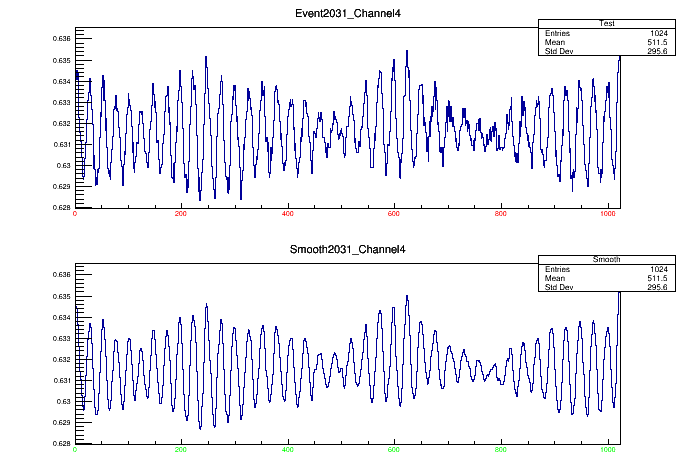 Event2031_Channel4
Test
Entries 1024
Mean 511.5
Std Dev 295.6
0.636
0.635
0.634
0.633
0.632
0.631
0.63
0.629
0.628
0 200 400 600 800 1000
Smooth2031_Channel4
Smooth
Entries 1024
Mean 511.5
Std Dev 295.6
0.636
0.635
0.634
0.633
0.632
0.631
0.63
0.629
0.628
0 200 400 600 800 1000